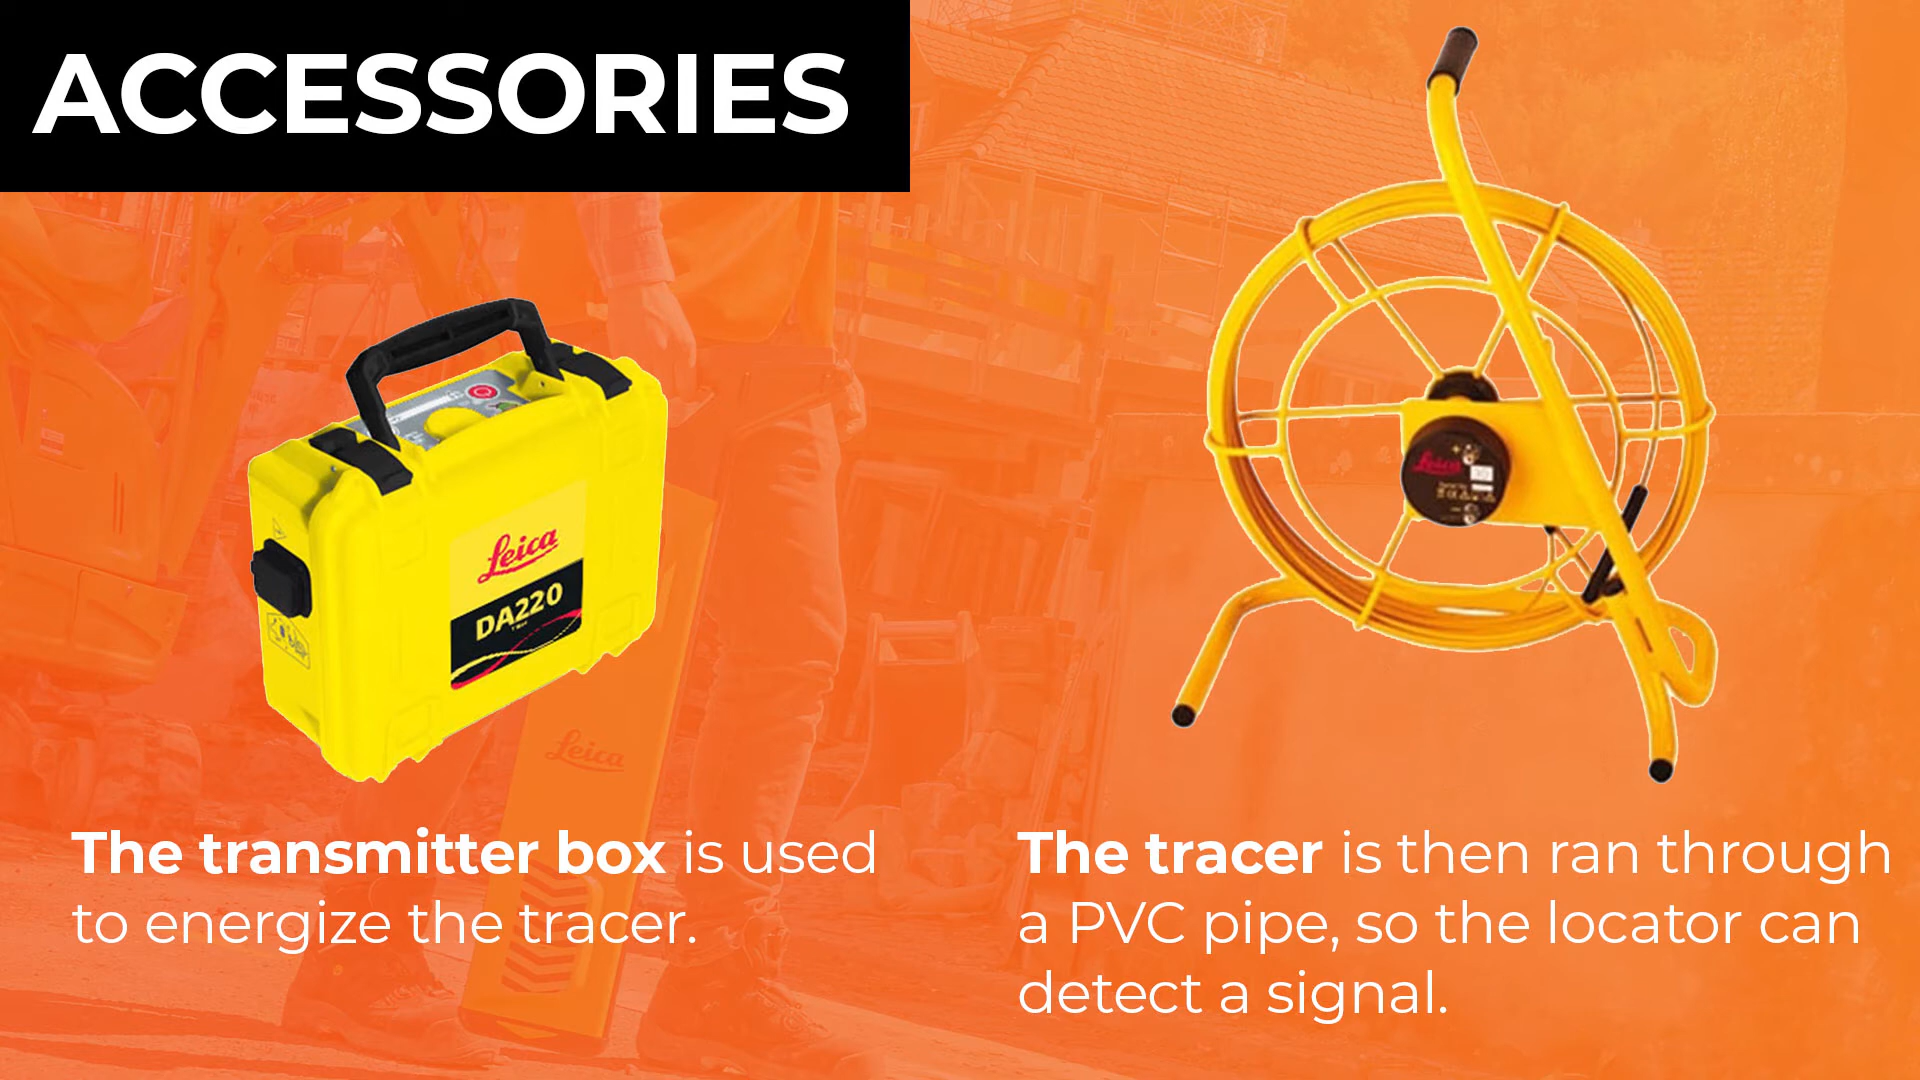 ACCESSORIES
Leica
DA220
Leica
Leica
The transmitter box is used
to energize the tracer.
The tracer is then ran through
a PVC pipe, so the locator can
detect a signal.